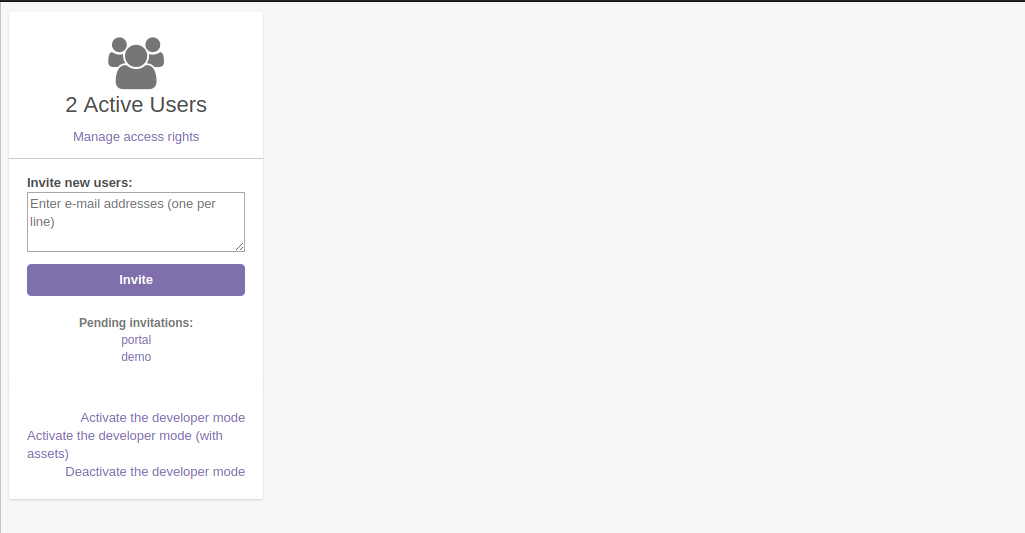 2 Active Users
Manage access rights
Invite new users:
Enter e-mail addresses (one per
line)
Invite
Pending invitations:
portal
demo
Activate the developer mode
Activate the developer mode (with
assets)
Deactivate the developer mode